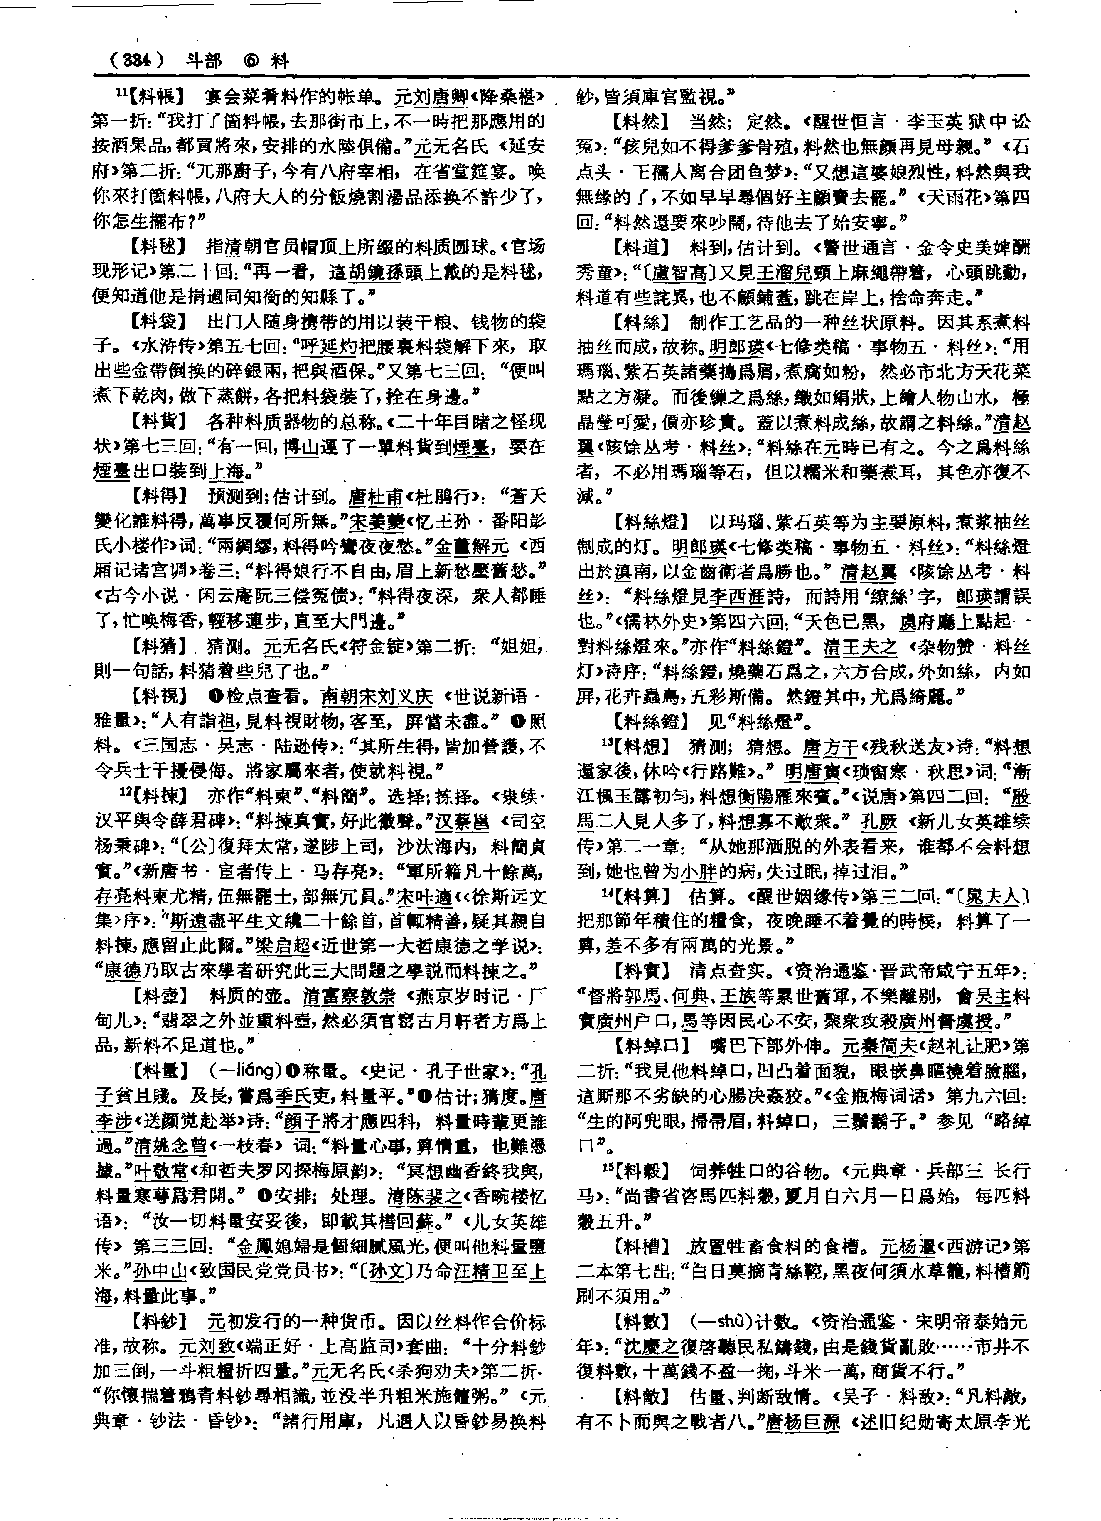 （334） 斗部 ⑥ 料
¹¹【料帳】 宴会菜肴料作的帐单。元刘唐卿《降桑椹》
第一折：“我打了箇料帳，去那街市上，不一時把那應用的
按酒果品，都買將來，安排的水陸俱備。”元无名氏《延安
府》第二折：“兀那厨子，今有八府宰相，在省堂筵宴。喚
你來打箇料帳，八府大人的分飯燒割湯品添换不許少了，
你怎生擺布？”
【料毬】 指清朝官员帽顶上所缀的料质圆球。《官场
现形记》第二十回：“再一看，這胡鏡孫頭上戴的是料毬，
便知道他是捐過同知銜的知縣了。”
【料袋】 出门人随身携带的用以装干粮、钱物的袋
子。《水浒传》第五七回：“呼延灼把腰裏料袋解下來，取
出些金帶倒换的碎銀兩，把與酒保。”又第七三回：“便叫
煮下乾肉，做下蒸餅，各把料袋裝了，拴在身邊。”
【料貨】 各种料质器物的总称。《二十年目睹之怪现
状》第七三回：“有一回，博山運了一單料貨到煙臺，要在
煙臺出口裝到上海。”
【料得】 预测到；估计到。唐杜甫《杜鹃行》：“蒼天
變化誰料得，萬事反覆何所無。”宋姜夔《忆王孙·番阳彭
氏小楼作》词：“兩綢繆，料得吟鸞夜夜愁。”金董解元《西
厢记诸宫调》卷三：“料得娘行不自由，眉上新愁壓舊愁。”
《古今小说·闲云庵阮三偿冤债》：“料得夜深，衆人都睡
了，忙唤梅香，輕移蓮步，直至大門邊。”
【料猜】 猜测。元无名氏《符金锭》第二折：“姐姐，
則一句話，料猜着些兒了也。”
【料視】 ❶检点查看。南朝宋刘义庆《世说新语·
雅量》：“人有詣祖，見料視財物，客至，屏當未盡。”❷照
料。《三国志·吴志·陆逊传》：“其所生得，皆加營護，不
令兵士干擾侵侮。將家屬來者，使就料視。”
¹²【料揀】 亦作“料柬”、“料簡”。选择；拣择。《隶续·
汉平舆令薛君碑》：“料揀真實，好此徽聲。”汉蔡邕《司空
杨秉碑》：“〔公〕復拜太常，遂陟上司，沙汰海内，料簡貞
實。”《新唐书·宦者传上·马存亮》：“軍所籍凡十餘萬，
存亮料柬尤精，伍無罷士，部無冗員。”宋叶適《〈徐斯远文
集〉序》：“斯遠盡平生文纔二十餘首，首輒精善，疑其親自
料揀，應留止此爾。”梁启超《近世第一大哲康德之学说》：
“康德乃取古來學者研究此三大問題之學說而料揀之。”
【料壺】 料质的壶。清富察敦崇《燕京岁时记·厂
甸儿》：“翡翠之外並重料壺，然必須官窑古月軒者方爲上
品，新料不足道也。”
【料量】 （—liáng）❶称量。《史记·孔子世家》：“孔
子貧且賤。及長，嘗爲季氏吏，料量平。”❷估计；猜度。唐
李涉《送颜觉赴举》诗：“顔子將才應四科，料量時輩更誰
過。”清姚念曾《一枝春》词：“料量心事，算情重，也難憑
據。”叶敬常《和哲夫罗冈探梅原韵》：“冥想幽香終我與，
料量寒蕚爲君開。”❸安排；处理。清陈裴之《香畹楼忆
语》：“汝一切料量安妥後，即載其槥回蘇。”《儿女英雄
传》第三三回：“金鳳媳婦是個細膩風光，便叫他料量鹽
米。”孙中山《致国民党党员书》：“〔孙文〕乃命汪精卫至上
海，料量此事。”
【料鈔】 元初发行的一种货币。因以丝料作合价标
准，故称。元刘致《端正好·上高监司》套曲：“十分料鈔
加三倒，一斗粗糧折四量。”元无名氏《杀狗劝夫》第二折：
“你懷揣着鴉青料鈔尋相識，並没半升粗米施饘粥。”《元
典章·钞法·昏钞》：“諸行用庫，凡遇人以昏鈔易换料
鈔，皆須庫官監視。”
【料然】 当然；定然。《醒世恒言·李玉英狱中讼
冤》：“孩兒如不得爹爹骨殖，料然也無顔再見母親。”《石
点头·王孺人离合团鱼梦》：“又想這婆娘烈性，料然與我
無緣的了，不如早早尋個好主顧賣去罷。”《天雨花》第四
回：“料然還要來吵鬧，待他去了始安寧。”
【料道】 料到，估计到。《警世通言·金令史美婢酬
秀童》：“〔盧智高〕又見王溜兒頸上麻繩帶着，心頭跳動，
料道有些詫異，也不顧鋪蓋，跳在岸上，捨命奔走。”
【料絲】 制作工艺品的一种丝状原料。因其系煮料
抽丝而成，故称。明郎瑛《七修类稿·事物五·料丝》：“用
瑪瑙、紫石英諸藥搗爲屑，煮腐如粉，然必市北方天花菜
點之方凝。而後繅之爲絲，織如絹狀，上繪人物山水，極
晶瑩可愛，價亦珍貴。蓋以煮料成絲，故謂之料絲。”清赵
翼《陔馀丛考·料丝》：“料絲在元時已有之。今之爲料絲
者，不必用瑪瑙等石，但以糯米和藥煮耳，其色亦復不
減。”
【料絲燈】 以玛瑙、紫石英等为主要原料，煮浆抽丝
制成的灯。明郎瑛《七修类稿·事物五·料丝》：“料絲燈
出於滇南，以金齒衛者爲勝也。”清赵翼《陔馀丛考·料
丝》：“料絲燈見李西涯詩，而詩用‘繚絲’字，郎瑛謂誤
也。”《儒林外史》第四六回：“天色已黑，虞府廳上點起一
對料絲燈來。”亦作“料絲鐙”。清王夫之《杂物赞·料丝
灯》诗序：“料絲鐙，燒藥石爲之，六方合成，外如絲，内如
屏，花卉蟲鳥，五彩斯備。然鐙其中，尤爲綺麗。”
【料絲鐙】 见“料絲燈”。
¹³【料想】 猜测；猜想。唐方干《残秋送友》诗：“料想
還家後，休吟《行路難》。”明唐寅《琐窗寒·秋思》词：“漸
江楓玉露初勻，料想衡陽雁來賓。”《说唐》第四二回：“殷
馬二人見人多了，料想寡不敵衆。”孔厥《新儿女英雄续
传》第二一章：“从她那洒脱的外表看来，谁都不会料想
到，她也曾为小胖的病，失过眠，掉过泪。”
¹⁴【料算】 估算。《醒世姻缘传》第三二回：“〔晁夫人〕
把那節年積住的糧食，夜晚睡不着覺的時候，料算了一
算，差不多有兩萬的光景。”
【料實】 清点查实。《资治通鉴·晋武帝咸宁五年》：
“督將郭馬、何典、王族等累世舊軍，不樂離别，會吴主料
實廣州户口，馬等因民心不安，聚衆攻殺廣州督虞授。”
【料綽口】 嘴巴下部外伸。元秦简夫《赵礼让肥》第
二折：“我見他料綽口，凹凸着面貌，眼嵌鼻䁱撓着臉腦，
這厮那不劣缺的心腸决姦狡。”《金瓶梅词话》第九六回：
“生的阿兜眼，掃帚眉，料綽口，三鬚鬍子。”参见“略綽
口”。
¹⁵【料穀】 饲养牲口的谷物。《元典章·兵部三 长行
马》：“尚書省咨馬匹料穀，夏月自六月一日爲始，每匹料
穀五升。”
【料槽】 放置牲畜食料的食槽。元杨暹《西游记》第
二本第七出：“白日莫摘青絲鞚，黑夜何須水草籠，料槽箭
刷不須用。”
【料數】 （—shǔ）计数。《资治通鉴·宋明帝泰始元
年》：“沈慶之復啓聽民私鑄錢，由是錢貨亂敗……市井不
復料數，十萬錢不盈一掬，斗米一萬，商貨不行。”
【料敵】 估量、判断敌情。《吴子·料敌》：“凡料敵，
有不卜而與之戰者八。”唐杨巨源《述旧纪勋寄太原李光